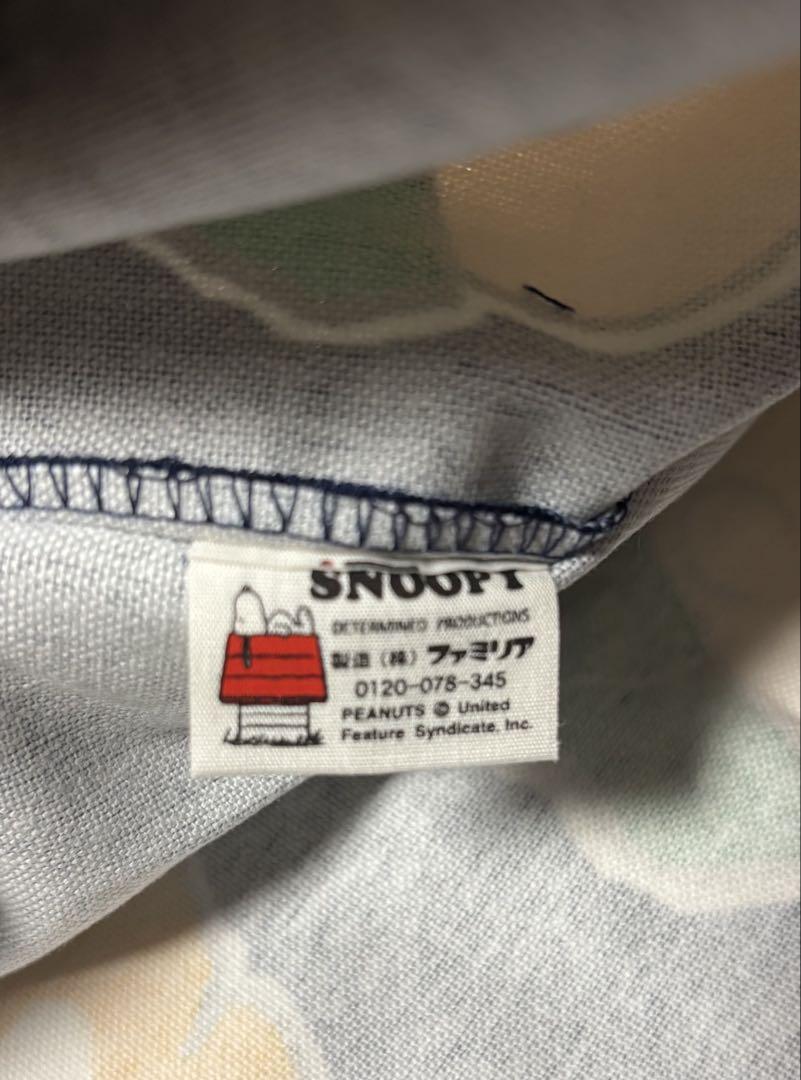 SNOOPY
DETERMINED PRODUCTIONS
製造（株）ファミリア
0120-078-345
PEANUTS © United
Feature Syndicate, Inc.